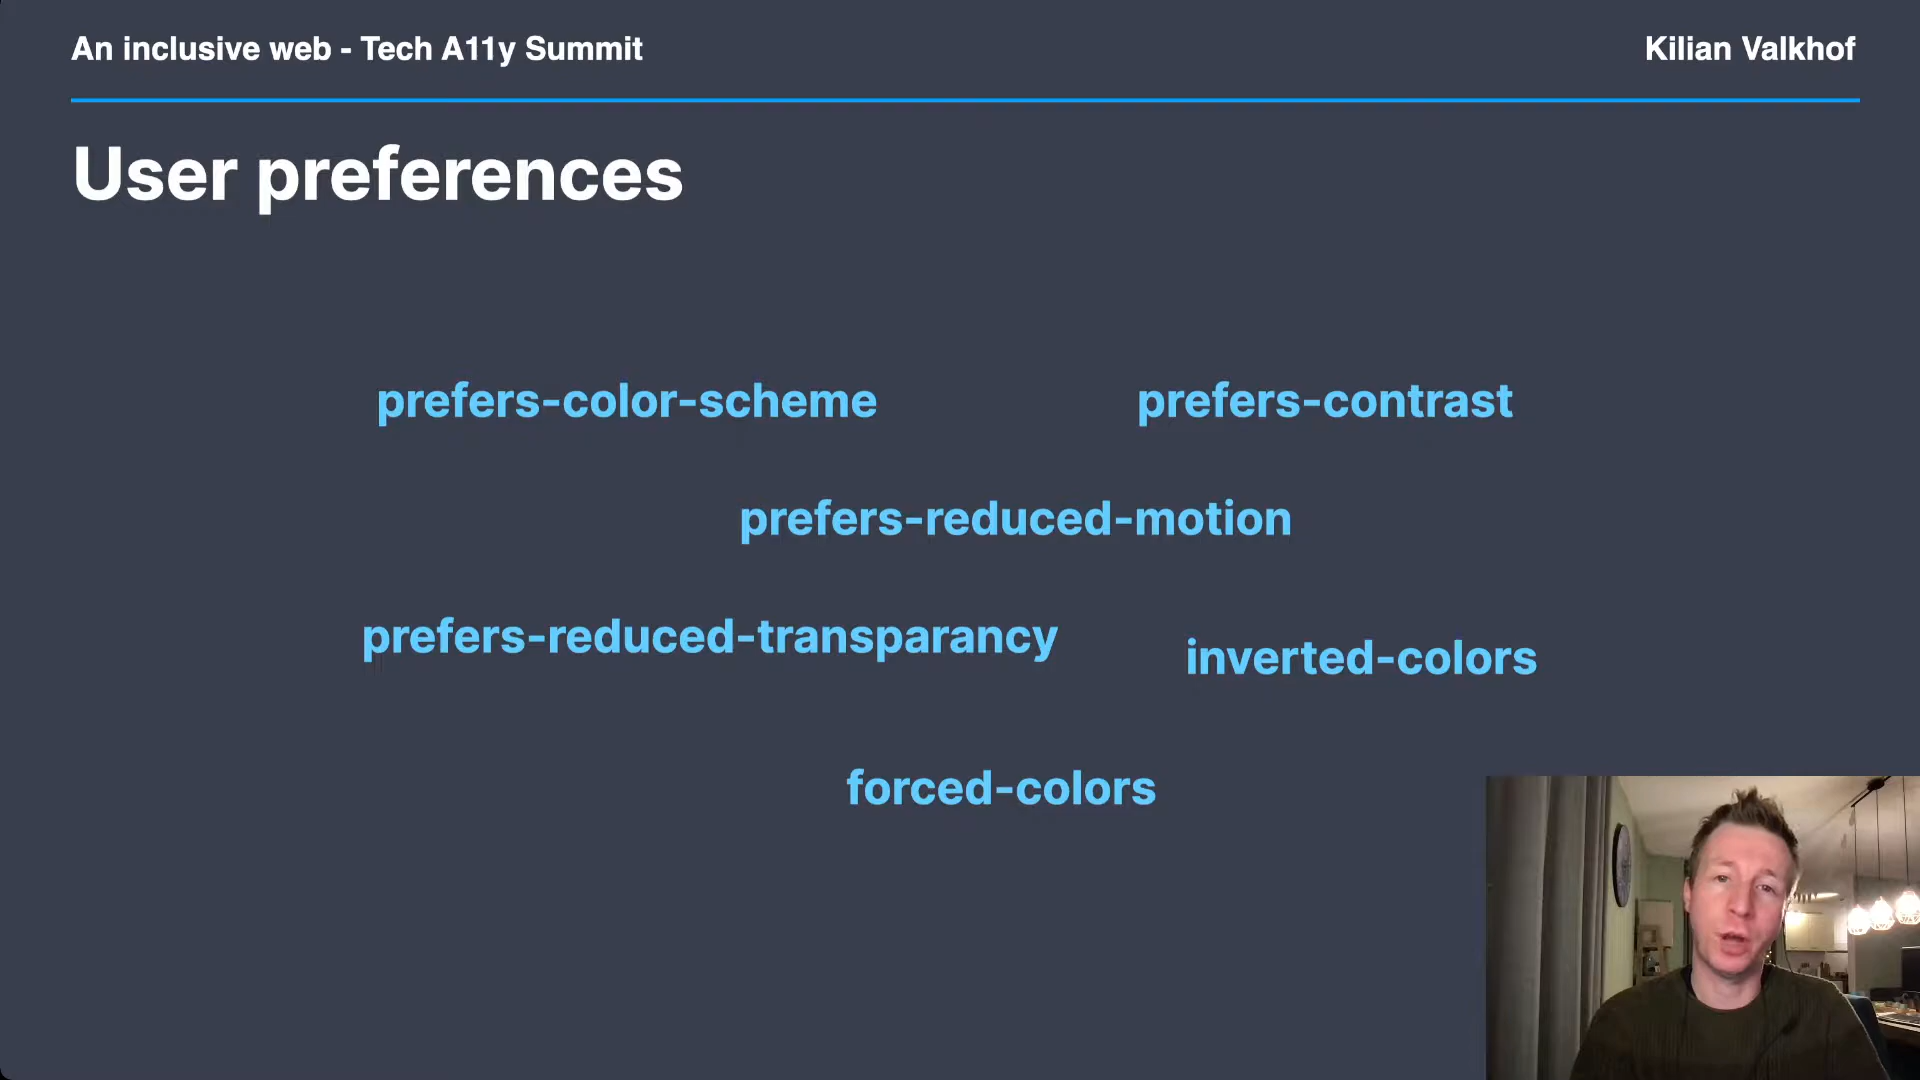 An inclusive web - Tech A11y Summit
Kilian Valkhof
User preferences
prefers-color-scheme
prefers-contrast
prefers-reduced-motion
prefers-reduced-transparancy
inverted-colors
forced-colors